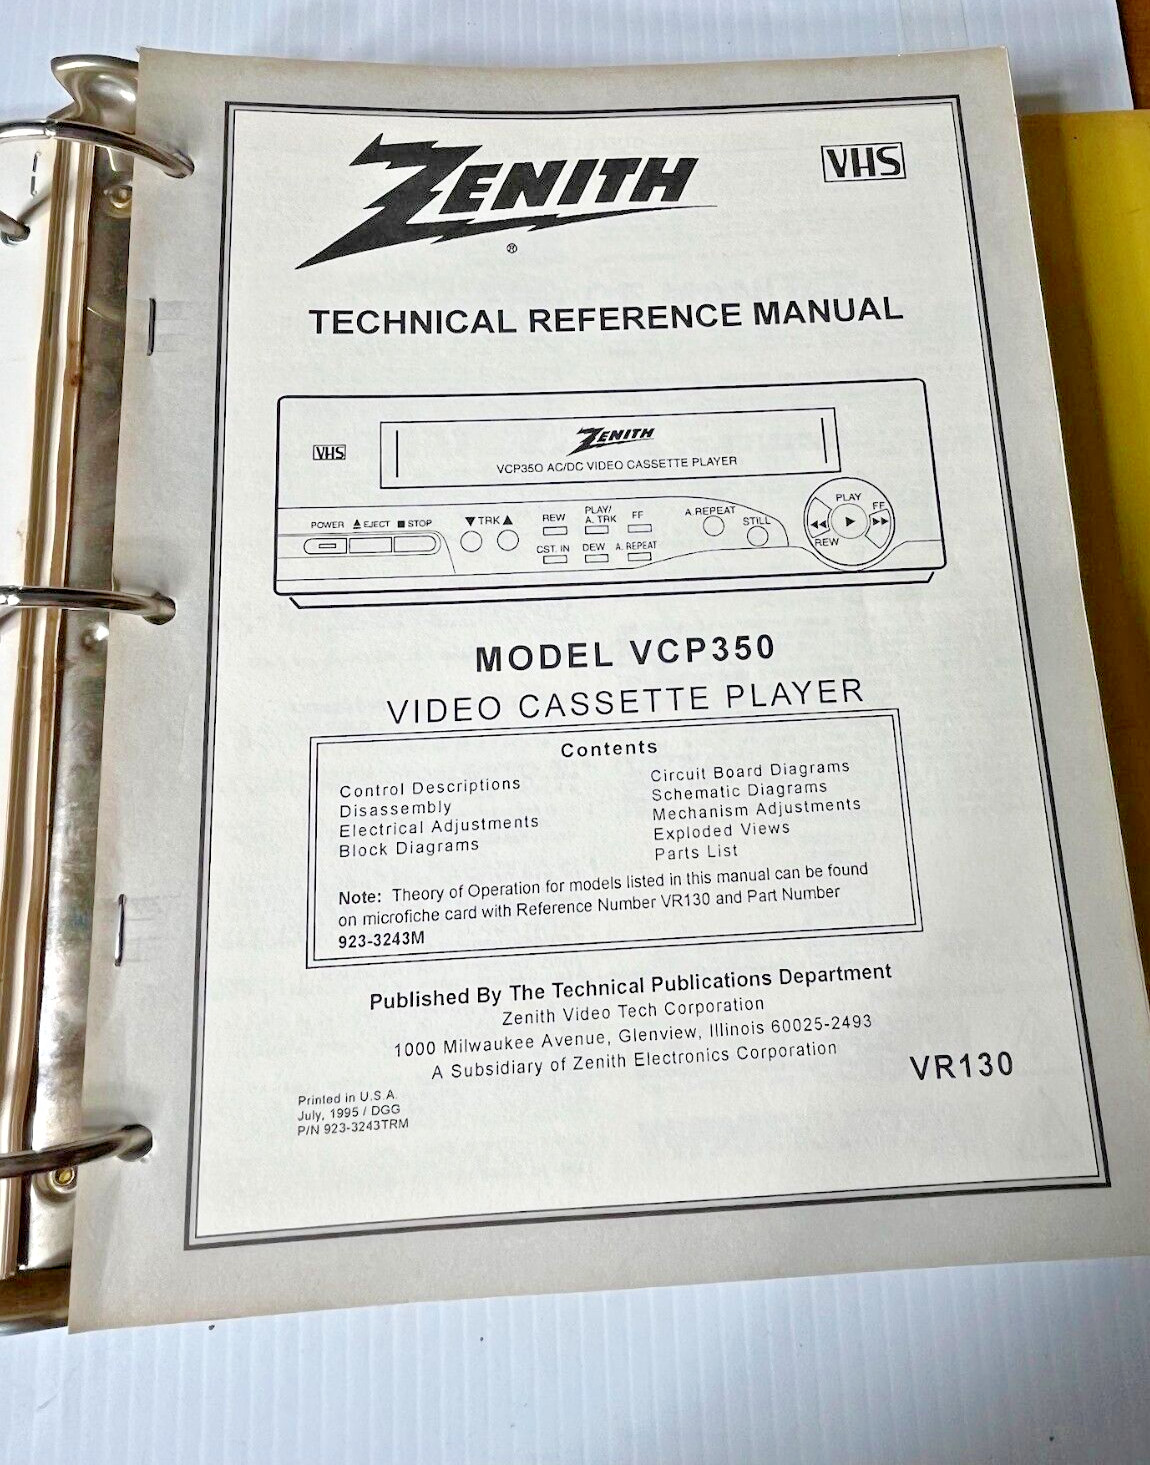 ZENITH
®
VHS
TECHNICAL REFERENCE MANUAL
VHS
ZENITH
VCP350 AC/DC VIDEO CASSETTE PLAYER
POWER ▲ EJECT ■ STOP
▼ TRK ▲
REW PLAY/ A. TRK FF
CST. IN DEW A. REPEAT
A.REPEAT
STILL
PLAY
FF
◀◀ ▶ ▶▶
REW
MODEL VCP350
VIDEO CASSETTE PLAYER
Contents
Control Descriptions
Disassembly
Electrical Adjustments
Block Diagrams
Circuit Board Diagrams
Schematic Diagrams
Mechanism Adjustments
Exploded Views
Parts List
Note: Theory of Operation for models listed in this manual can be found
on microfiche card with Reference Number VR130 and Part Number
923-3243M
Published By The Technical Publications Department
Zenith Video Tech Corporation
1000 Milwaukee Avenue, Glenview, Illinois 60025-2493
A Subsidiary of Zenith Electronics Corporation
VR130
Printed in U.S.A.
July, 1995 / DGG
P/N 923-3243TRM